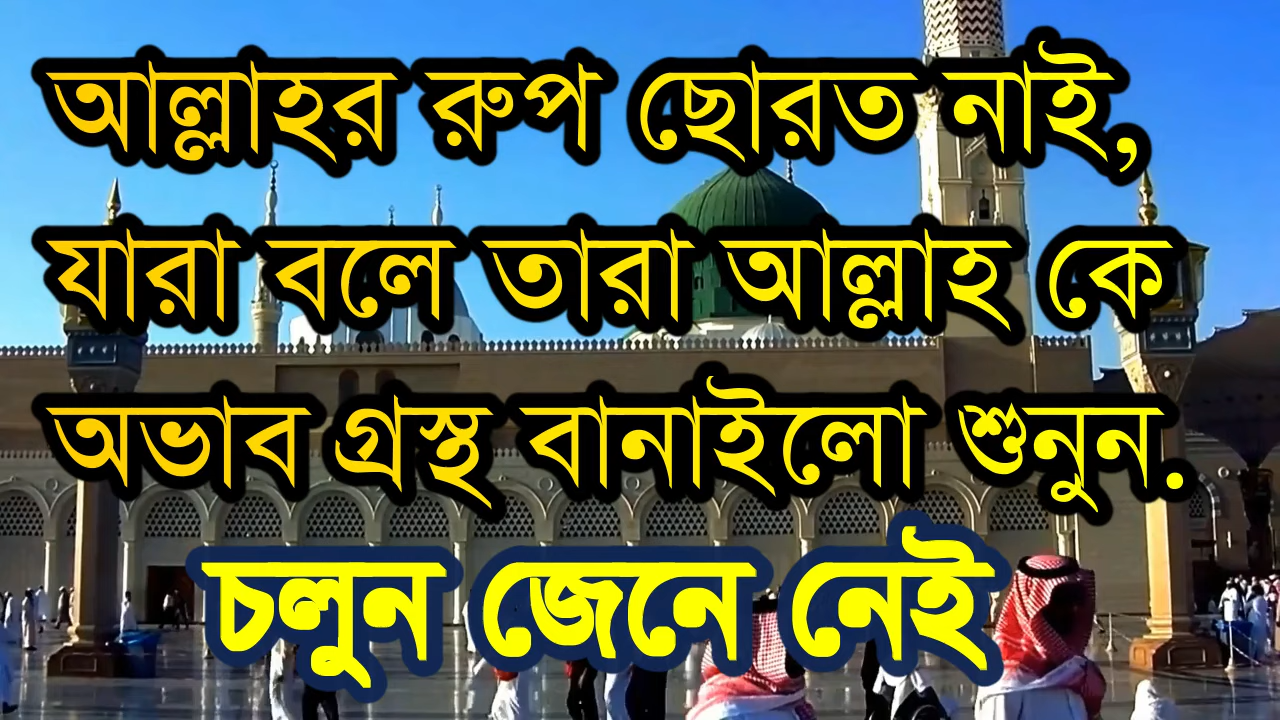 আল্লাহর রুপ ছোরত নাই,
যারা বলে তারা আল্লাহ কে
অভাব গ্রস্থ বানাইলো শুনুন.
চলুন জেনে নেই